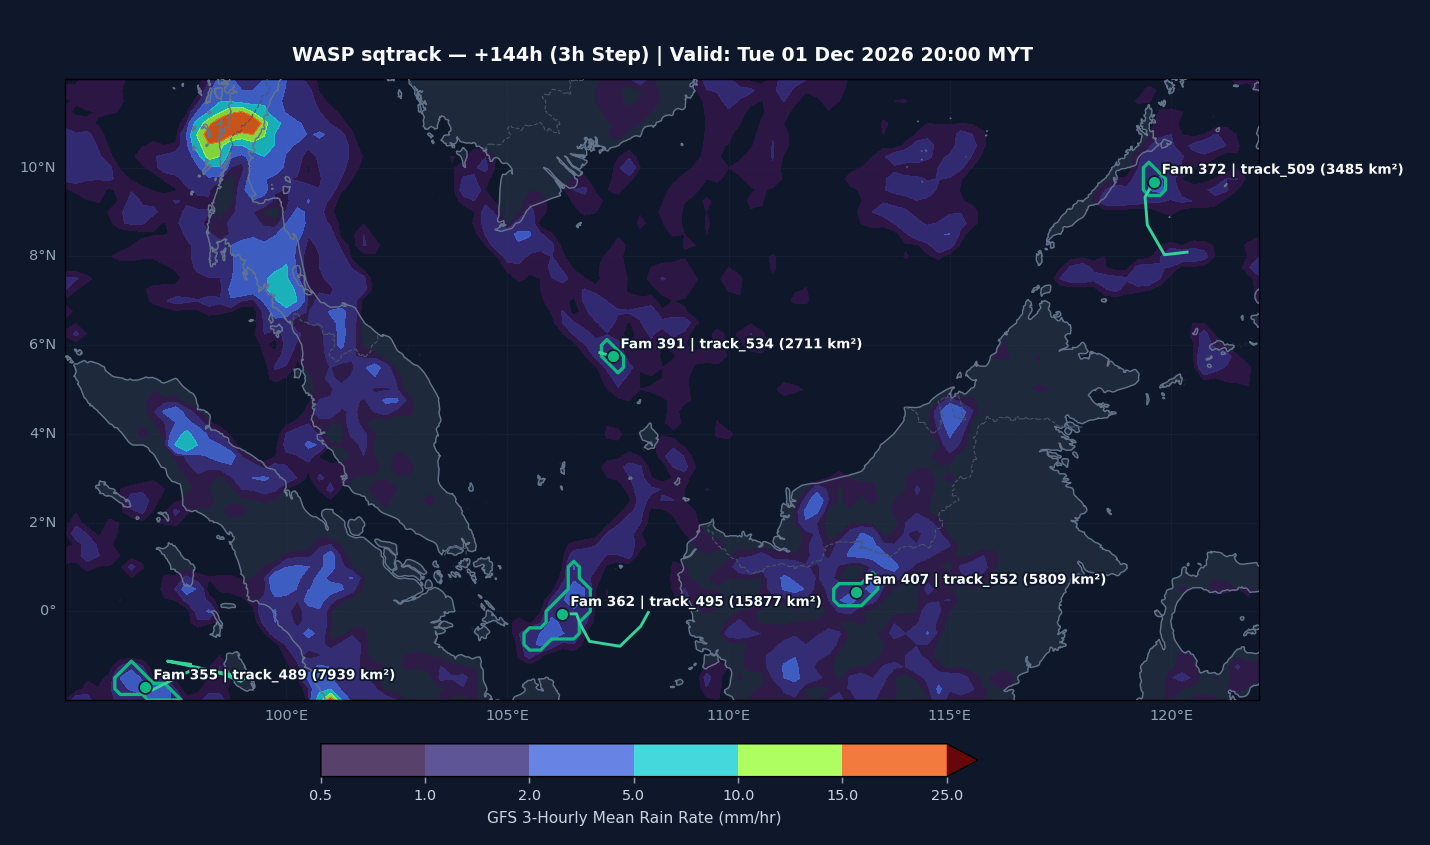 WASP sqtrack — +144h (3h Step) | Valid: Tue 01 Dec 2026 20:00 MYT
10°N
Fam 372 | track_509 (3485 km²)
8°N
6°N
Fam 391 | track_534 (2711 km²)
4°N
2°N
Fam 407 | track_552 (5809 km²)
0°
Fam 362 | track_495 (15877 km²)
Fam 355 | track_489 (7939 km²)
100°E 105°E 110°E 115°E 120°E
0.5 1.0 2.0 5.0 10.0 15.0 25.0
GFS 3-Hourly Mean Rain Rate (mm/hr)